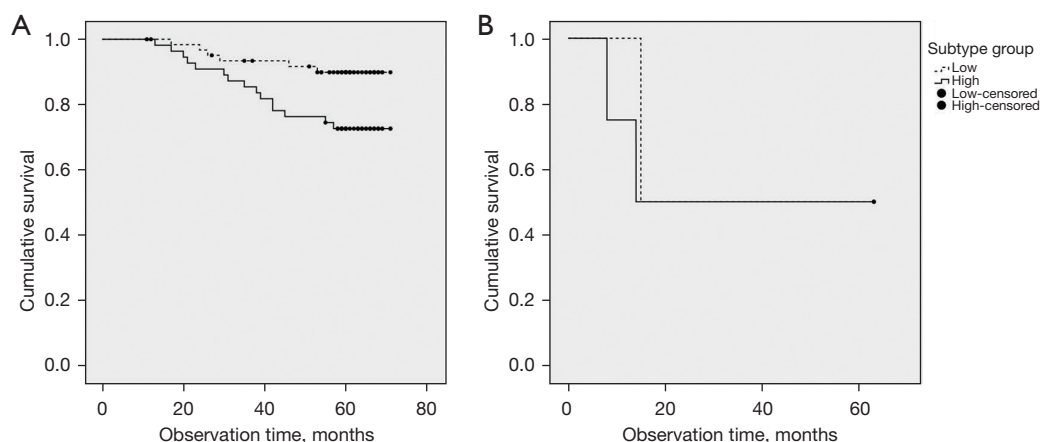 A
1.0
0.8
0.6
0.4
0.2
0.0
Cumulative survival
0 20 40 60 80
Observation time, months
B
1.0
0.8
0.6
0.4
0.2
0.0
Cumulative survival
0 20 40 60
Observation time, months
Subtype group
Low
High
Low-censored
High-censored